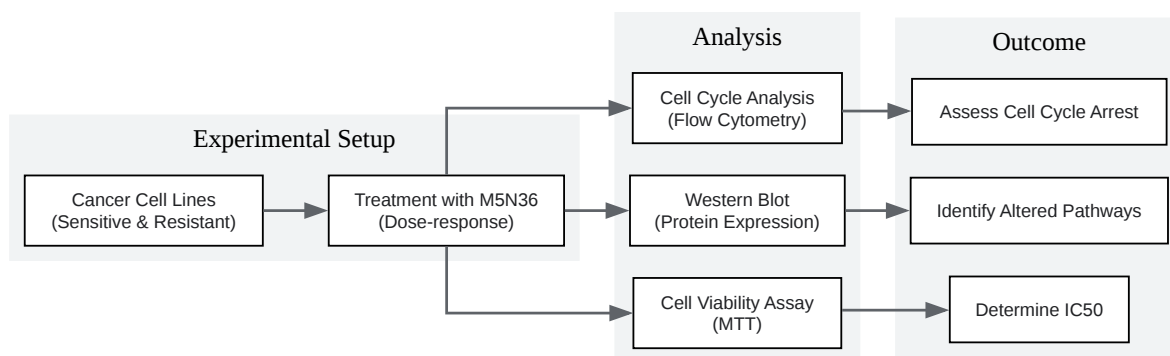 Experimental Setup
Cancer Cell Lines
(Sensitive & Resistant)
Treatment with M5N36
(Dose-response)
Analysis
Cell Cycle Analysis
(Flow Cytometry)
Western Blot
(Protein Expression)
Cell Viability Assay
(MTT)
Outcome
Assess Cell Cycle Arrest
Identify Altered Pathways
Determine IC50